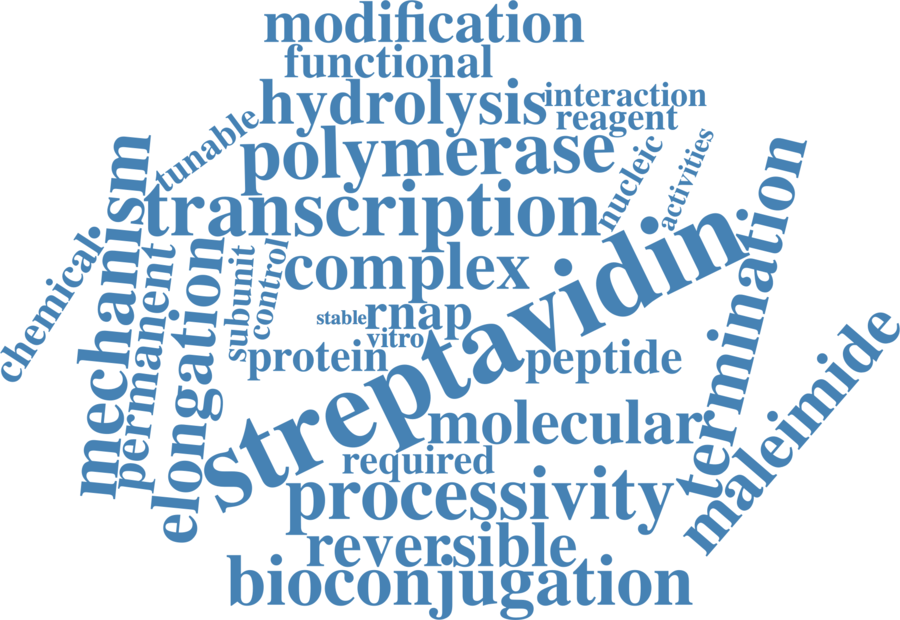 modification
functional
hydrolysis
interaction
reagent
tunable
polymerase
nucleic
activities
transcription
mechanism
chemical
permanent
elongation
subunit
control
complex
streptavidin
termination
stable
rnap
vitro
protein
peptide
maleimide
molecular
required
processivity
reversible
bioconjugation